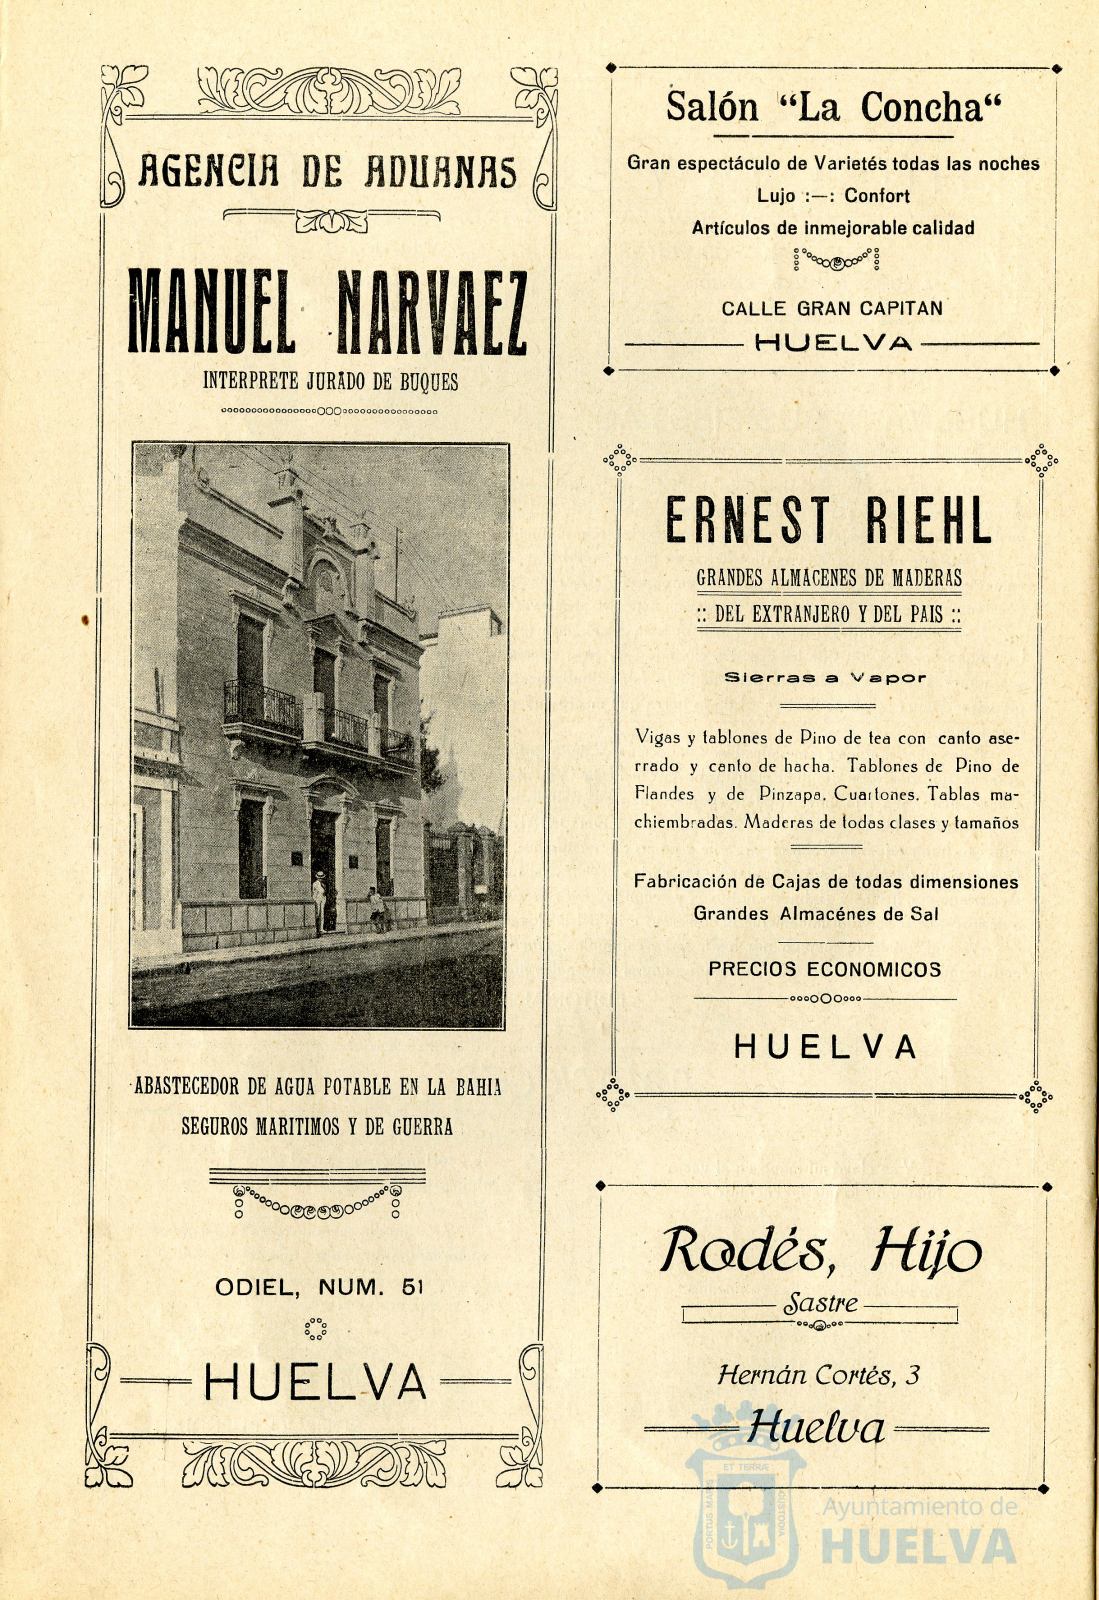 AGENCIA DE ADUANAS
MANUEL NARVAEZ
INTERPRETE JURADO DE BUQUES
ABASTECEDOR DE AGUA POTABLE EN LA BAHIA
SEGUROS MARITIMOS Y DE GUERRA
ODIEL, NUM. 51
HUELVA
Salón “La Concha“
Gran espectáculo de Varietés todas las noches
Lujo :—: Confort
Artículos de inmejorable calidad
CALLE GRAN CAPITAN
HUELVA
ERNEST RIEHL
GRANDES ALMACENES DE MADERAS
:: DEL EXTRANJERO Y DEL PAIS ::
Sierras a Vapor
Vigas y tablones de Pino de tea con canto ase-
rrado y canto de hacha. Tablones de Pino de
Flandes y de Pinzapa. Cuartones. Tablas ma-
chiembradas. Maderas de todas clases y tamaños
Fabricación de Cajas de todas dimensiones
Grandes Almacénes de Sal
PRECIOS ECONOMICOS
HUELVA
Rodés, Hijo
Sastre
Hernán Cortés, 3
Huelva
ET TERRÆ
PORTUS MARIS
CUSTODIA
Ayuntamiento de
HUELVA